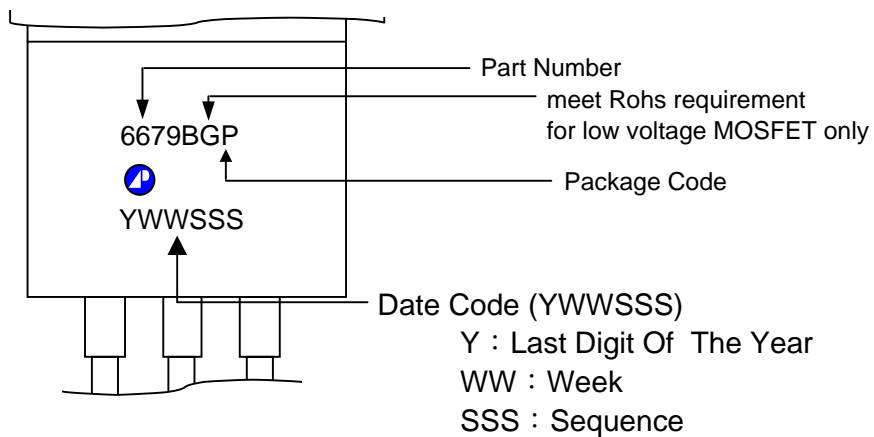 Part Number
meet Rohs requirement
for low voltage MOSFET only
6679BGP
Package Code
YWWSSS
Date Code (YWWSSS)
Y：Last Digit Of The Year
WW：Week
SSS：Sequence